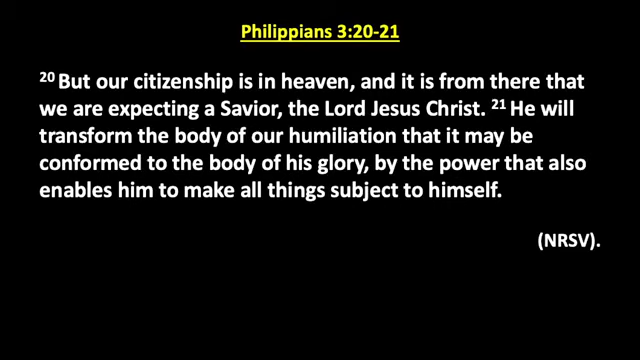 Philippians 3:20-21
20 But our citizenship is in heaven, and it is from there that
we are expecting a Savior, the Lord Jesus Christ. 21 He will
transform the body of our humiliation that it may be
conformed to the body of his glory, by the power that also
enables him to make all things subject to himself.
(NRSV).